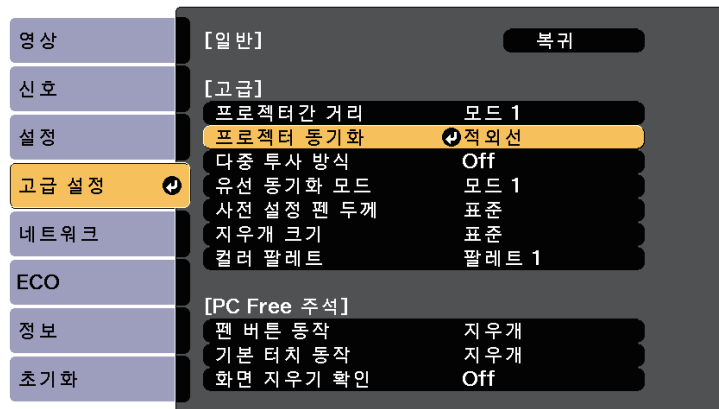 영상
신호
설정
고급 설정
네트워크
ECO
정보
초기화
[일반] 복귀
[고급]
프로젝터간 거리 모드 1
프로젝터 동기화 적외선
다중 투사 방식 Off
유선 동기화 모드 모드 1
사전 설정 펜 두께 표준
지우개 크기 표준
컬러 팔레트 팔레트 1
[PC Free 주석]
펜 버튼 동작 지우개
기본 터치 동작 지우개
화면 지우기 확인 Off